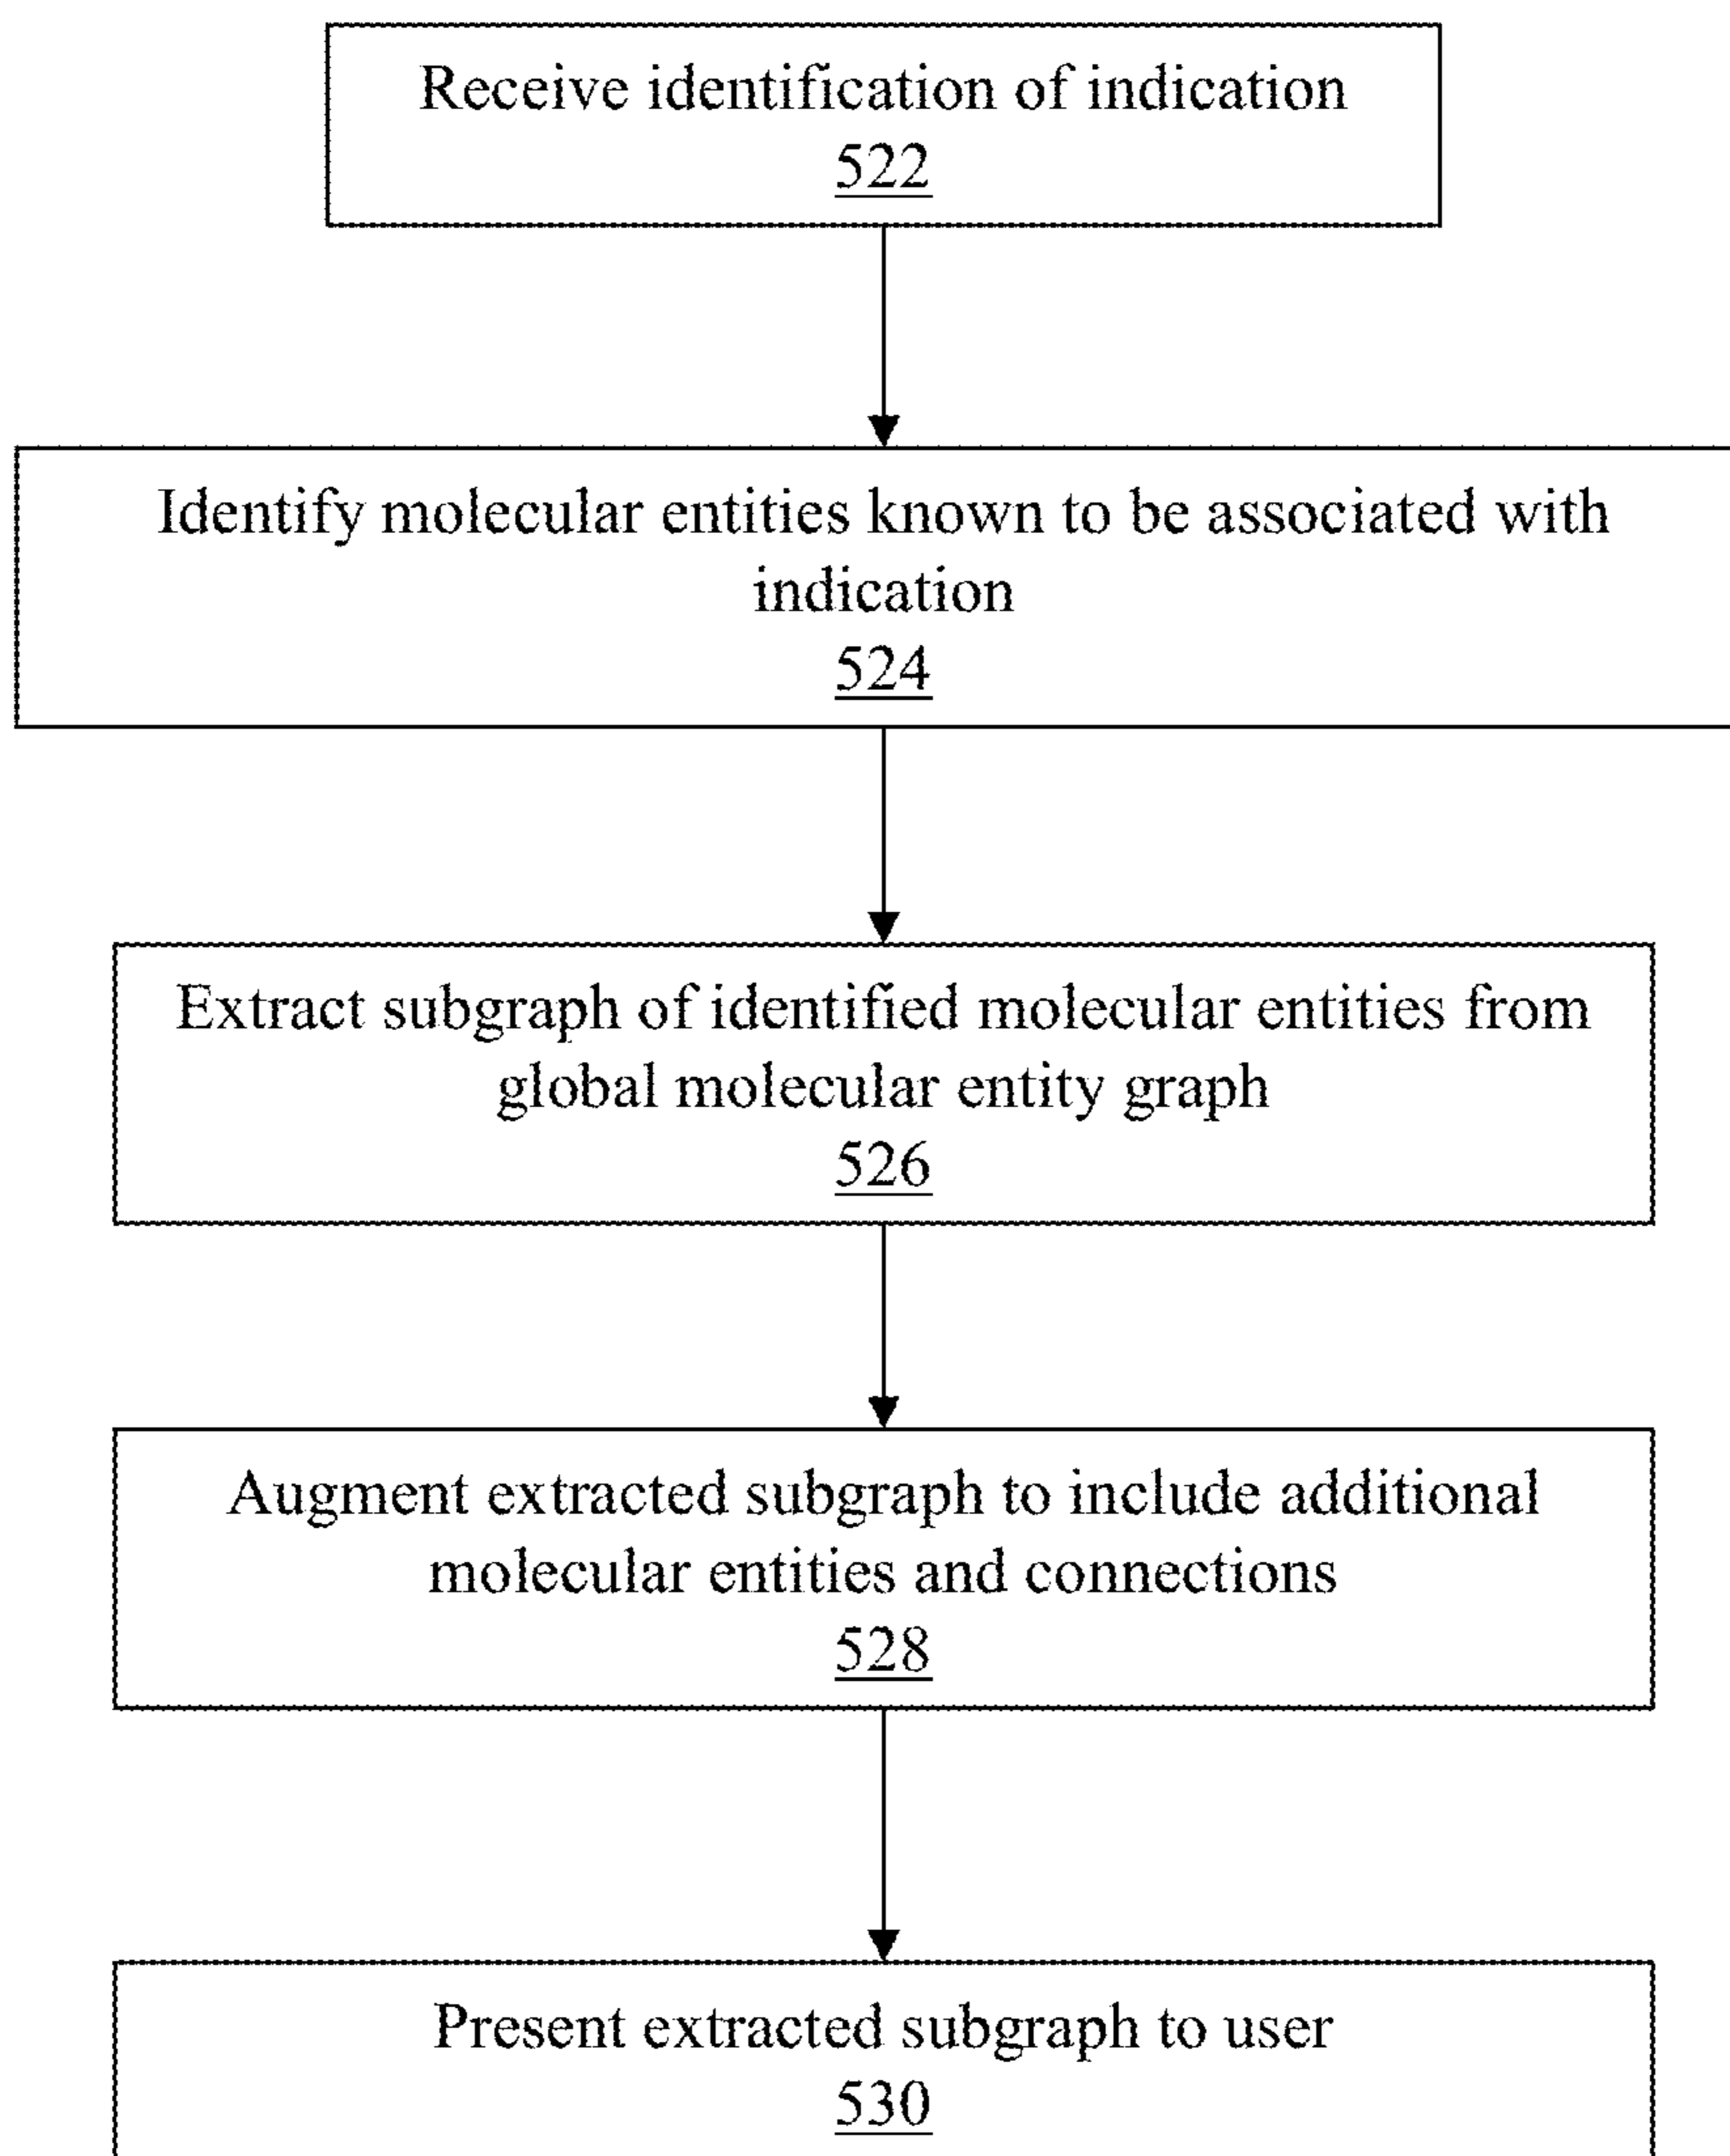 Receive identification of indication
522
Identify molecular entities known to be associated with
indication
524
Extract subgraph of identified molecular entities from
global molecular entity graph
526
Augment extracted subgraph to include additional
molecular entities and connections
528
Present extracted subgraph to user
530